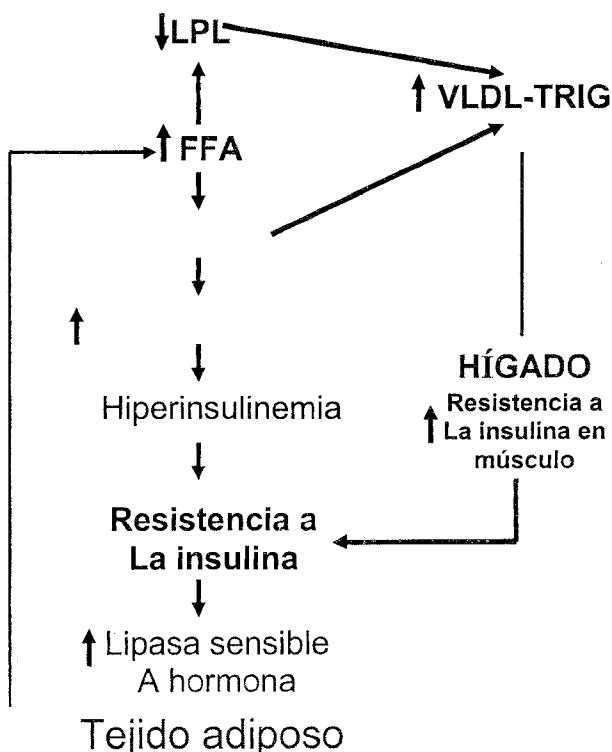 LPL
VLDL-TRIG
FFA
HÍGADO
Resistencia a
La insulina en
músculo
Hiperinsulinemia
Resistencia a
La insulina
Lipasa sensible
A hormona
Tejido adiposo